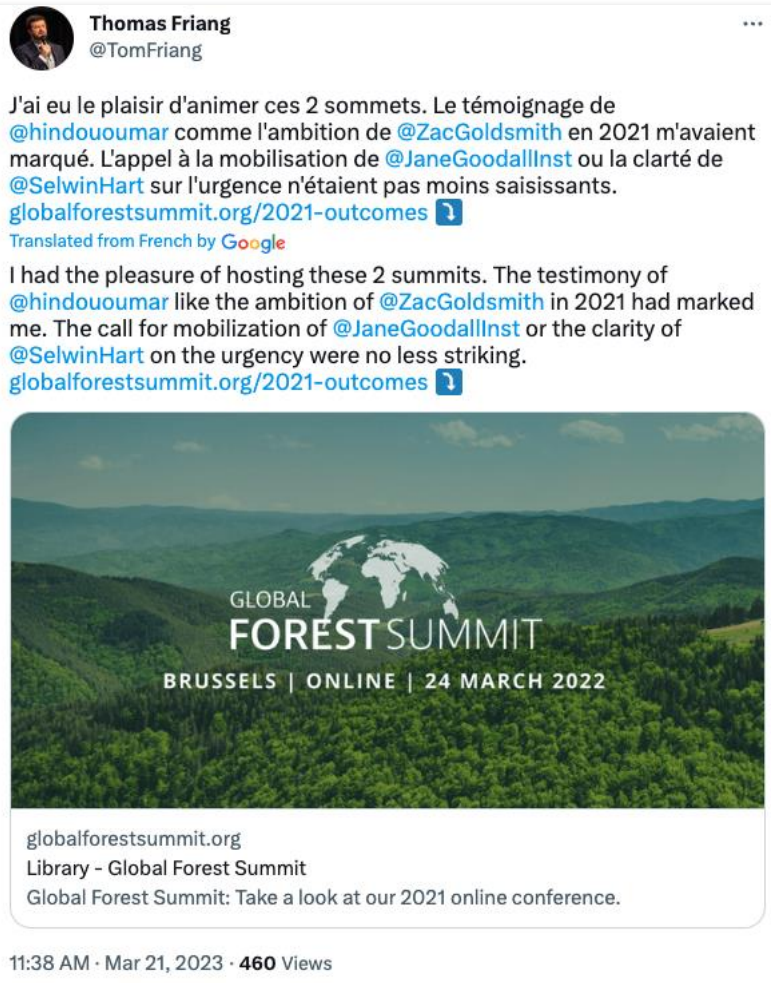 Thomas Friang
@TomFriang
J'ai eu le plaisir d'animer ces 2 sommets. Le témoignage de
@hindououmar comme l'ambition de @ZacGoldsmith en 2021 m'avaient
marqué. L'appel à la mobilisation de @JaneGoodallInst ou la clarté de
@SelwinHart sur l'urgence n'étaient pas moins saisissants.
globalforestsummit.org/2021-outcomes ⤵️
Translated from French by Google
I had the pleasure of hosting these 2 summits. The testimony of
@hindououmar like the ambition of @ZacGoldsmith in 2021 had marked
me. The call for mobilization of @JaneGoodallInst or the clarity of
@SelwinHart on the urgency were no less striking.
globalforestsummit.org/2021-outcomes ⤵️
GLOBAL
FOREST SUMMIT
BRUSSELS | ONLINE | 24 MARCH 2022
globalforestsummit.org
Library - Global Forest Summit
Global Forest Summit: Take a look at our 2021 online conference.
11:38 AM · Mar 21, 2023 · 460 Views